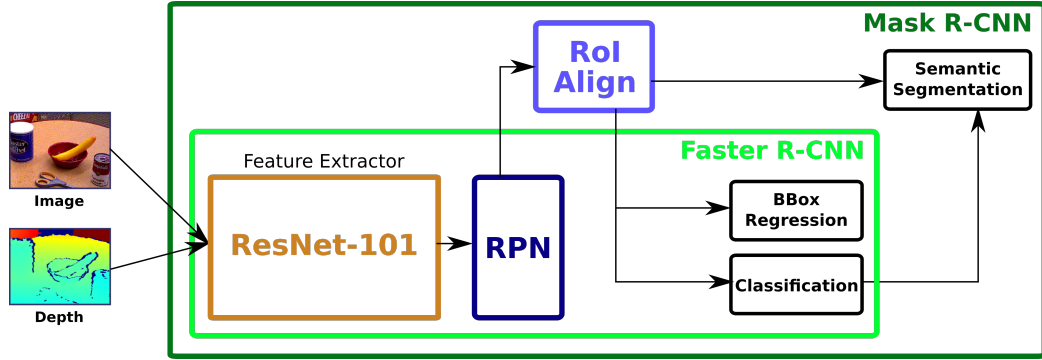 Mask R-CNN
RoI
Align
Semantic
Segmentation
Faster R-CNN
Feature Extractor
Image
ResNet-101
RPN
BBox
Regression
Classification
Depth